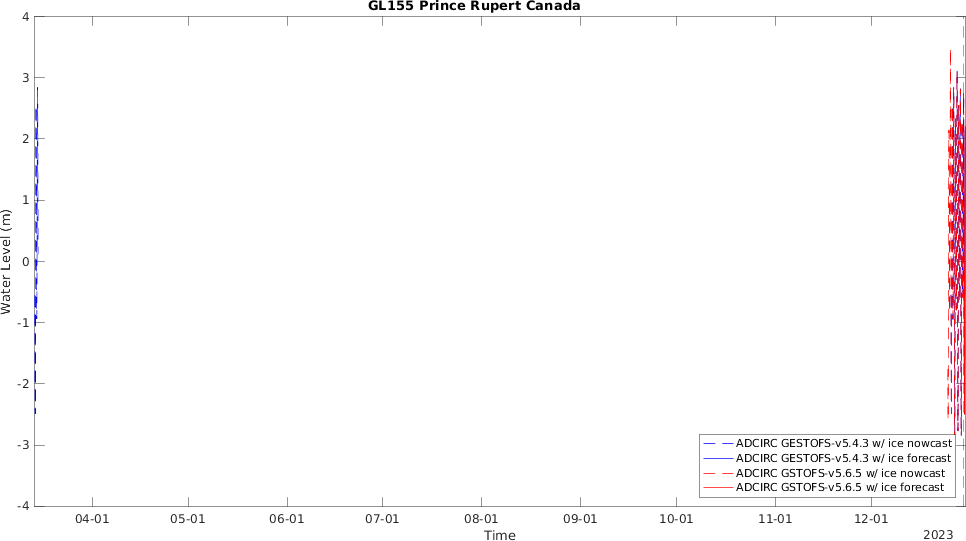 GL155 Prince Rupert Canada
4
3
2
1
0
-1
-2
-3
-4
Water Level (m)
ADCIRC GESTOFS-v5.4.3 w/ ice nowcast
ADCIRC GESTOFS-v5.4.3 w/ ice forecast
ADCIRC GSTOFS-v5.6.5 w/ ice nowcast
ADCIRC GSTOFS-v5.6.5 w/ ice forecast
04-01 05-01 06-01 07-01 08-01 09-01 10-01 11-01 12-01
Time
2023